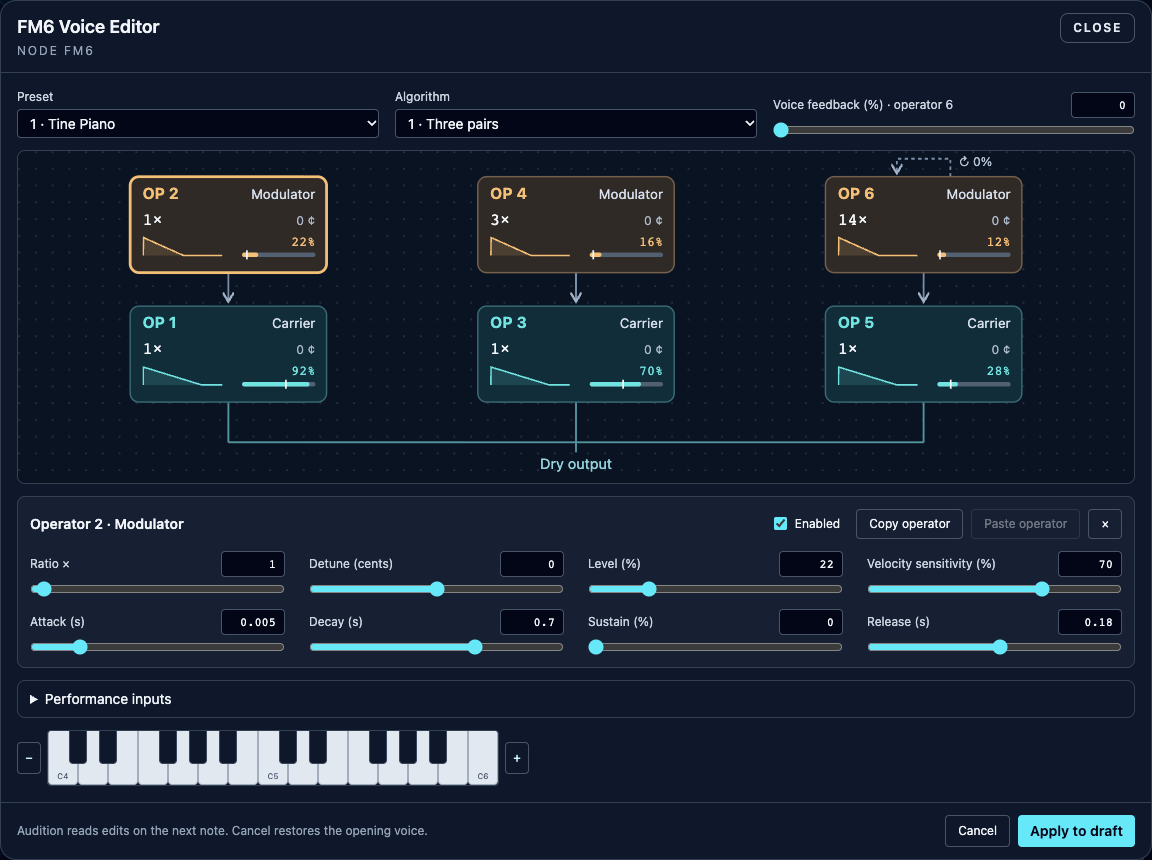 FM6 Voice Editor
CLOSE
NODE FM6
Preset
Algorithm
Voice feedback (%) · operator 6
0
1 · Tine Piano
1 · Three pairs
↻ 0%
OP 2 Modulator
1× 0 ¢
22%
OP 4 Modulator
3× 0 ¢
16%
OP 6 Modulator
14× 0 ¢
12%
OP 1 Carrier
1× 0 ¢
92%
OP 3 Carrier
1× 0 ¢
70%
OP 5 Carrier
1× 0 ¢
28%
Dry output
Operator 2 · Modulator
Enabled
Copy operator
Paste operator
×
Ratio × 1
Detune (cents) 0
Level (%) 22
Velocity sensitivity (%) 70
Attack (s) 0.005
Decay (s) 0.7
Sustain (%) 0
Release (s) 0.18
▶ Performance inputs
−
C4
C5
C6
+
Audition reads edits on the next note. Cancel restores the opening voice.
Cancel
Apply to draft